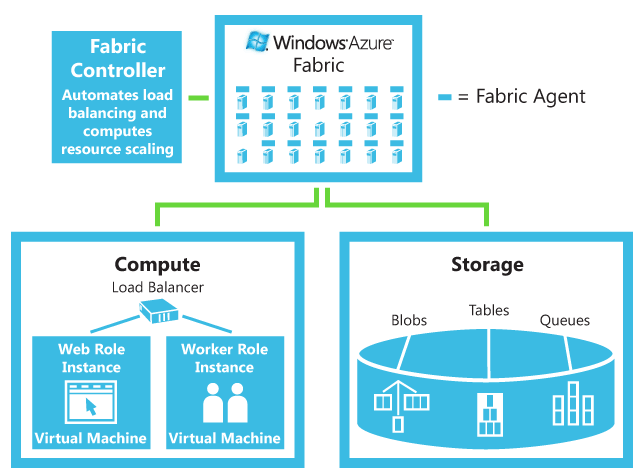 Fabric
Controller
Automates load
balancing and
computes
resource scaling
Windows Azure
Fabric
= Fabric Agent
Compute
Load Balancer
Web Role
Instance
Virtual Machine
Worker Role
Instance
Virtual Machine
Storage
Blobs
Tables
Queues